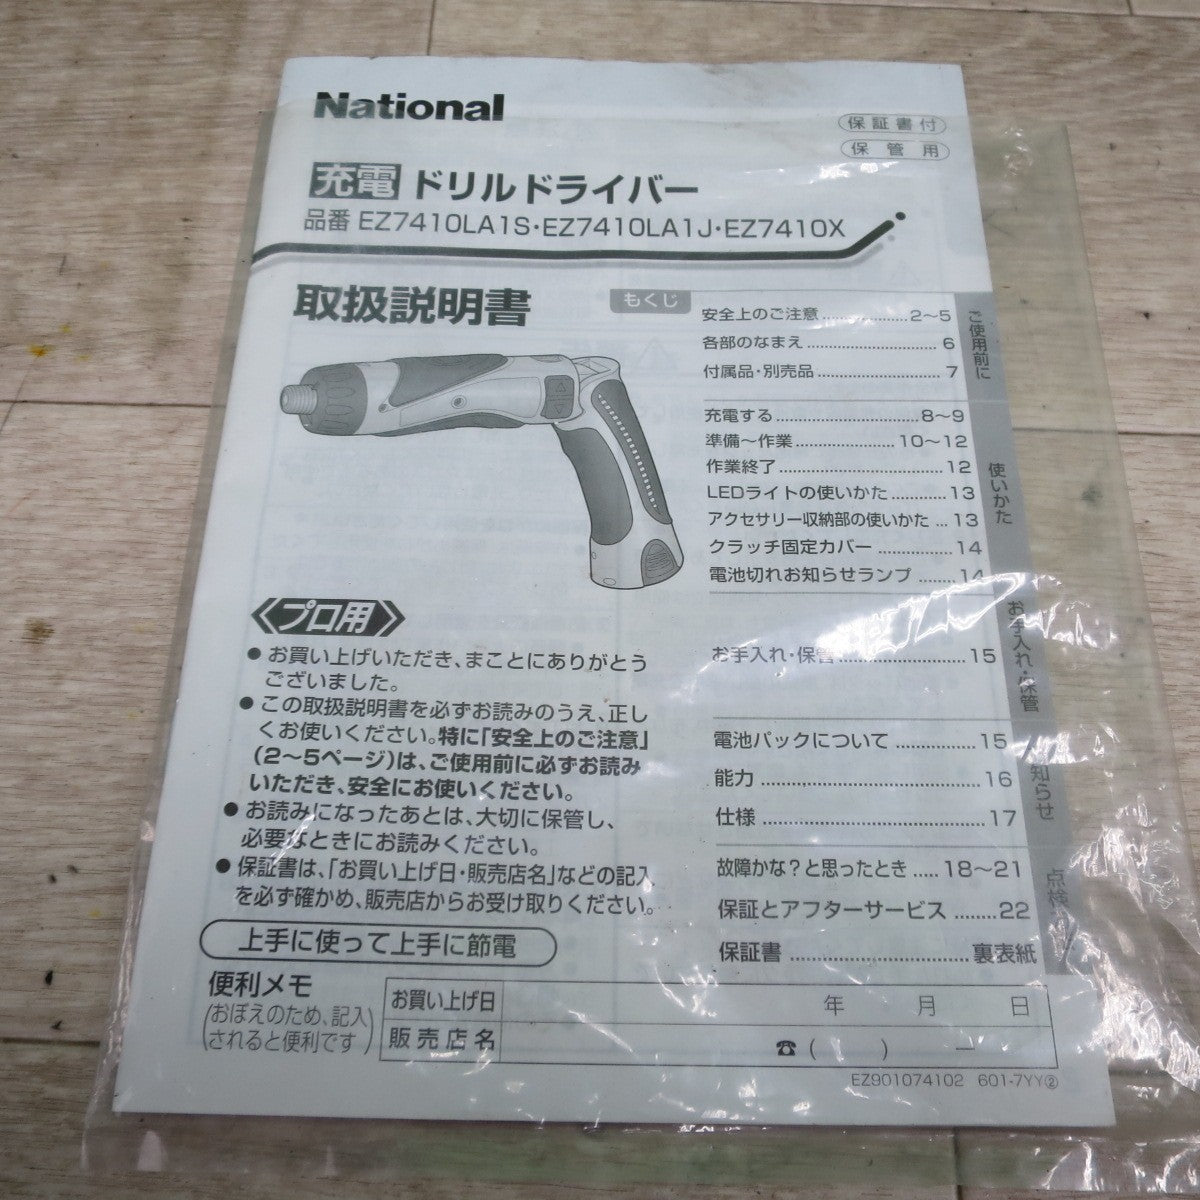 National
保証書付
保管用
充電 ドリルドライバー
品番 EZ7410LA1S・EZ7410LA1J・EZ7410X
取扱説明書
もくじ
安全上のご注意 ................. 2〜5
各部のなまえ ......................... 6
付属品・別売品 ....................... 7
ご使用前に
充電する ......................... 8〜9
準備〜作業 .................... 10〜12
作業終了 ............................ 12
LEDライトの使いかた ........... 13
アクセサリー収納部の使いかた ... 13
クラッチ固定カバー ............... 14
電池切れお知らせランプ ........ 14
使いかた
お手入れ・保管 ...................... 15
お手入れ・保管
電池パックについて ................ 15
能力 ................................... 16
仕様 ................................... 17
知らせ
故障かな？と思ったとき ..... 18〜21
保証とアフターサービス ........ 22
保証書 ............................ 裏表紙
点検
プロ用
●お買い上げいただき、まことにありがとう
ございました。
●この取扱説明書を必ずお読みのうえ、正し
くお使いください。特に「安全上のご注意」
(2〜5ページ)は、ご使用前に必ずお読み
いただき、安全にお使いください。
●お読みになったあとは、大切に保管し、
必要なときにお読みください。
●保証書は、「お買い上げ日・販売店名」などの記入
を必ず確かめ、販売店からお受け取りください。
上手に使って上手に節電
便利メモ
(おぼえのため、記入
されると便利です)
お買い上げ日 年 月 日
販売店名 ☎ ( ) −
EZ901074102 601-7YY②